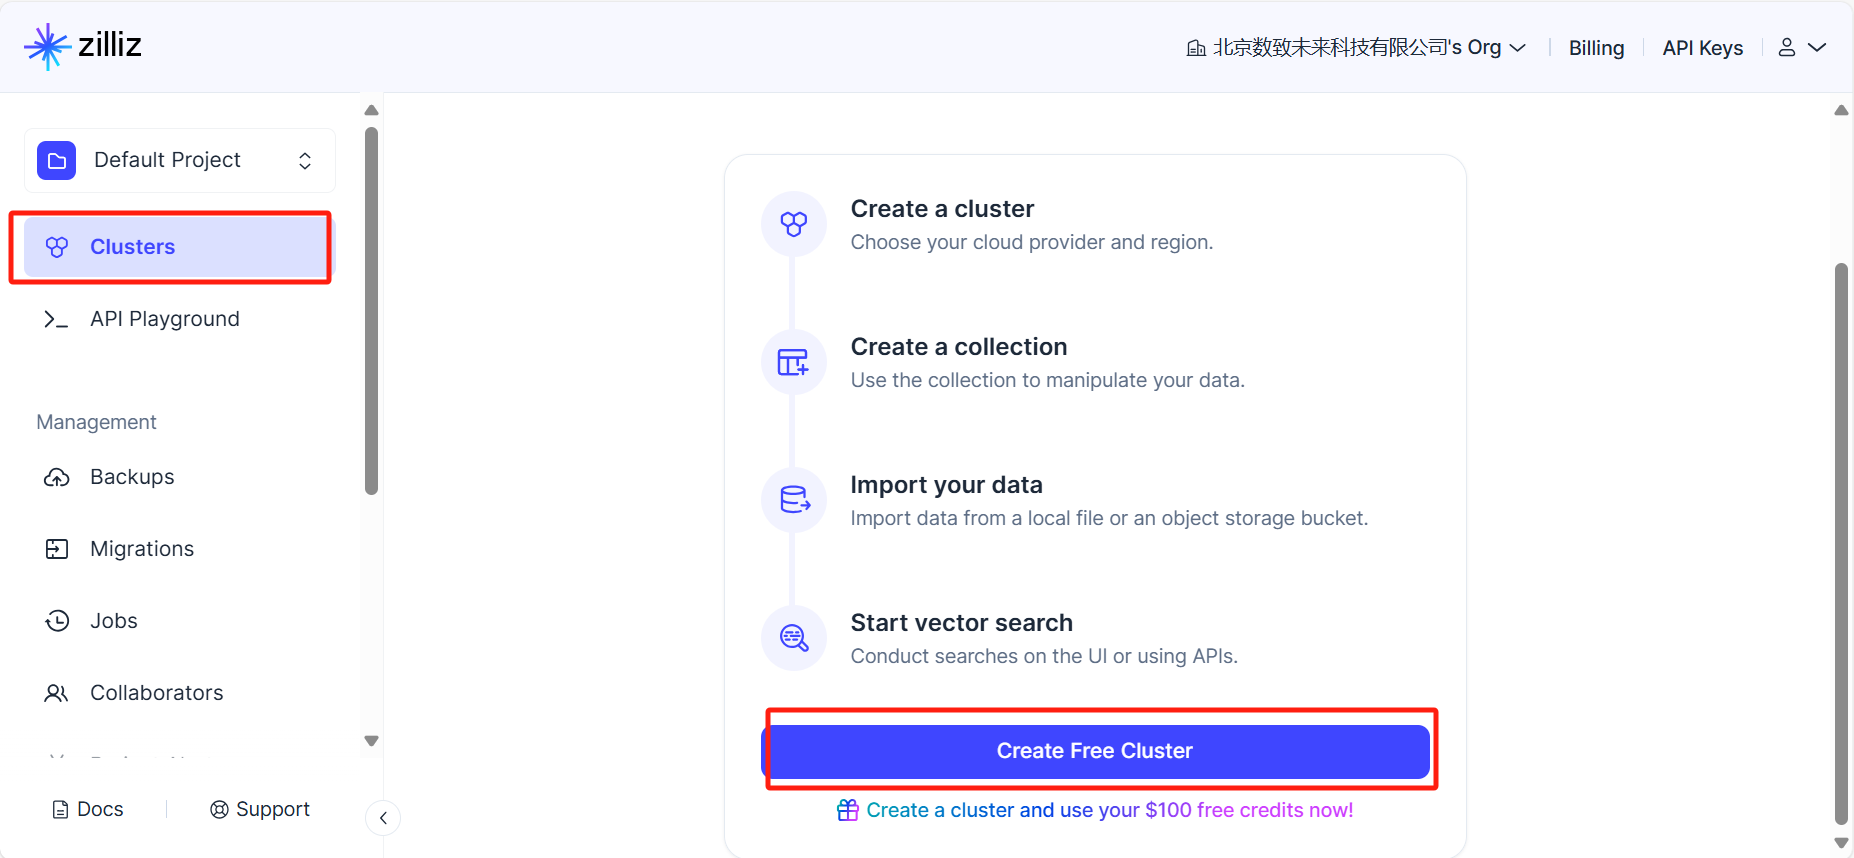 zilliz
北京数致未来科技有限公司's Org
Billing
API Keys
Default Project
Clusters
API Playground
Management
Backups
Migrations
Jobs
Collaborators
Docs
Support
Create a cluster
Choose your cloud provider and region.
Create a collection
Use the collection to manipulate your data.
Import your data
Import data from a local file or an object storage bucket.
Start vector search
Conduct searches on the UI or using APIs.
Create Free Cluster
Create a cluster and use your $100 free credits now!